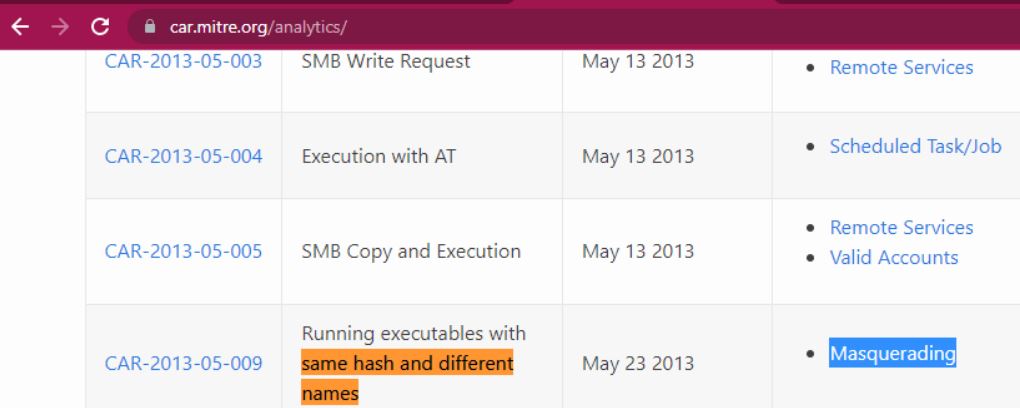 car.mitre.org/analytics/
CAR-2013-05-003 SMB Write Request May 13 2013 Remote Services
CAR-2013-05-004 Execution with AT May 13 2013 Scheduled Task/Job
CAR-2013-05-005 SMB Copy and Execution May 13 2013 Remote Services
Valid Accounts
Running executables with
CAR-2013-05-009 same hash and different May 23 2013 Masquerading
names